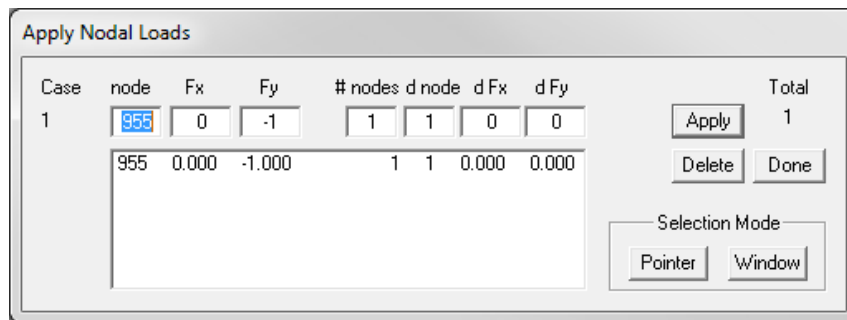 Apply Nodal Loads
Case node Fx Fy # nodes d node d Fx d Fy Total
1 955 0 -1 1 1 0 0 Apply 1
955 0.000 -1.000 1 1 0.000 0.000 Delete Done
Selection Mode
Pointer Window